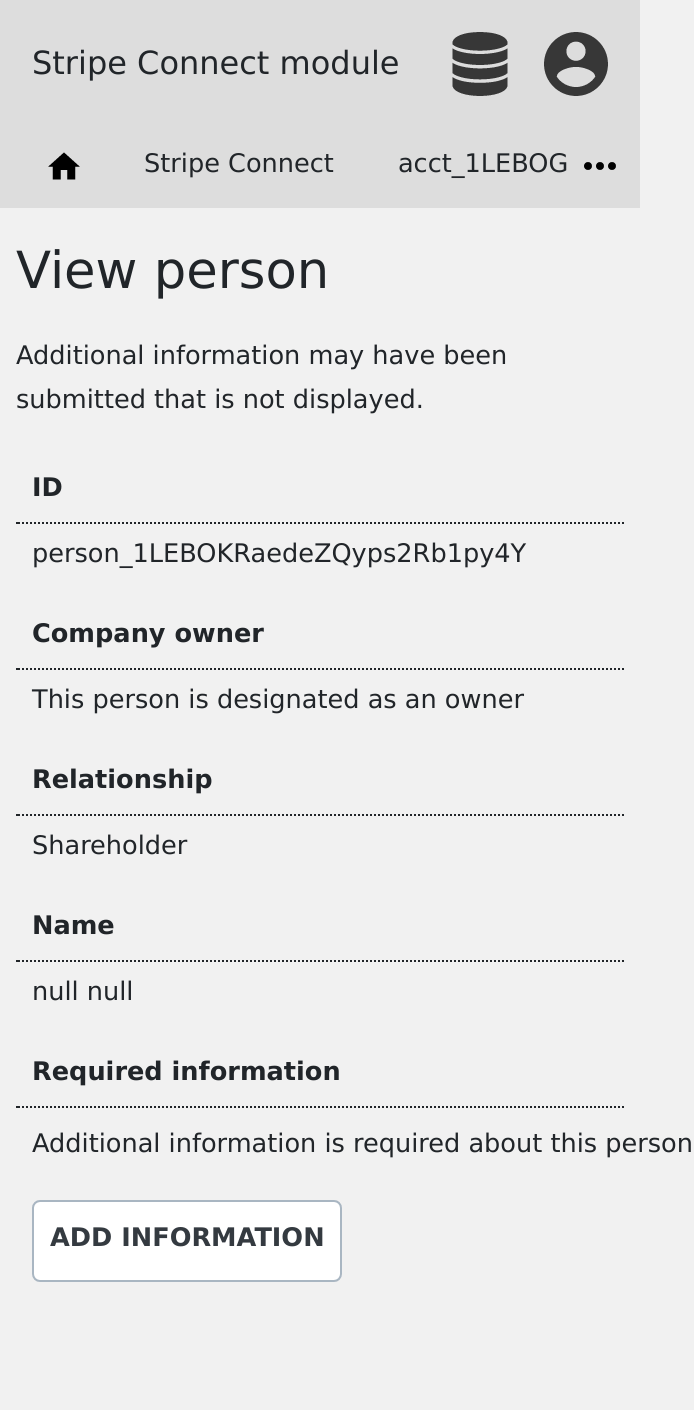 Stripe Connect module
Stripe Connect
acct_1LEBOG
View person
Additional information may have been
submitted that is not displayed.
ID
person_1LEBOKRaedeZQyps2Rb1py4Y
Company owner
This person is designated as an owner
Relationship
Shareholder
Name
null null
Required information
Additional information is required about this person
ADD INFORMATION